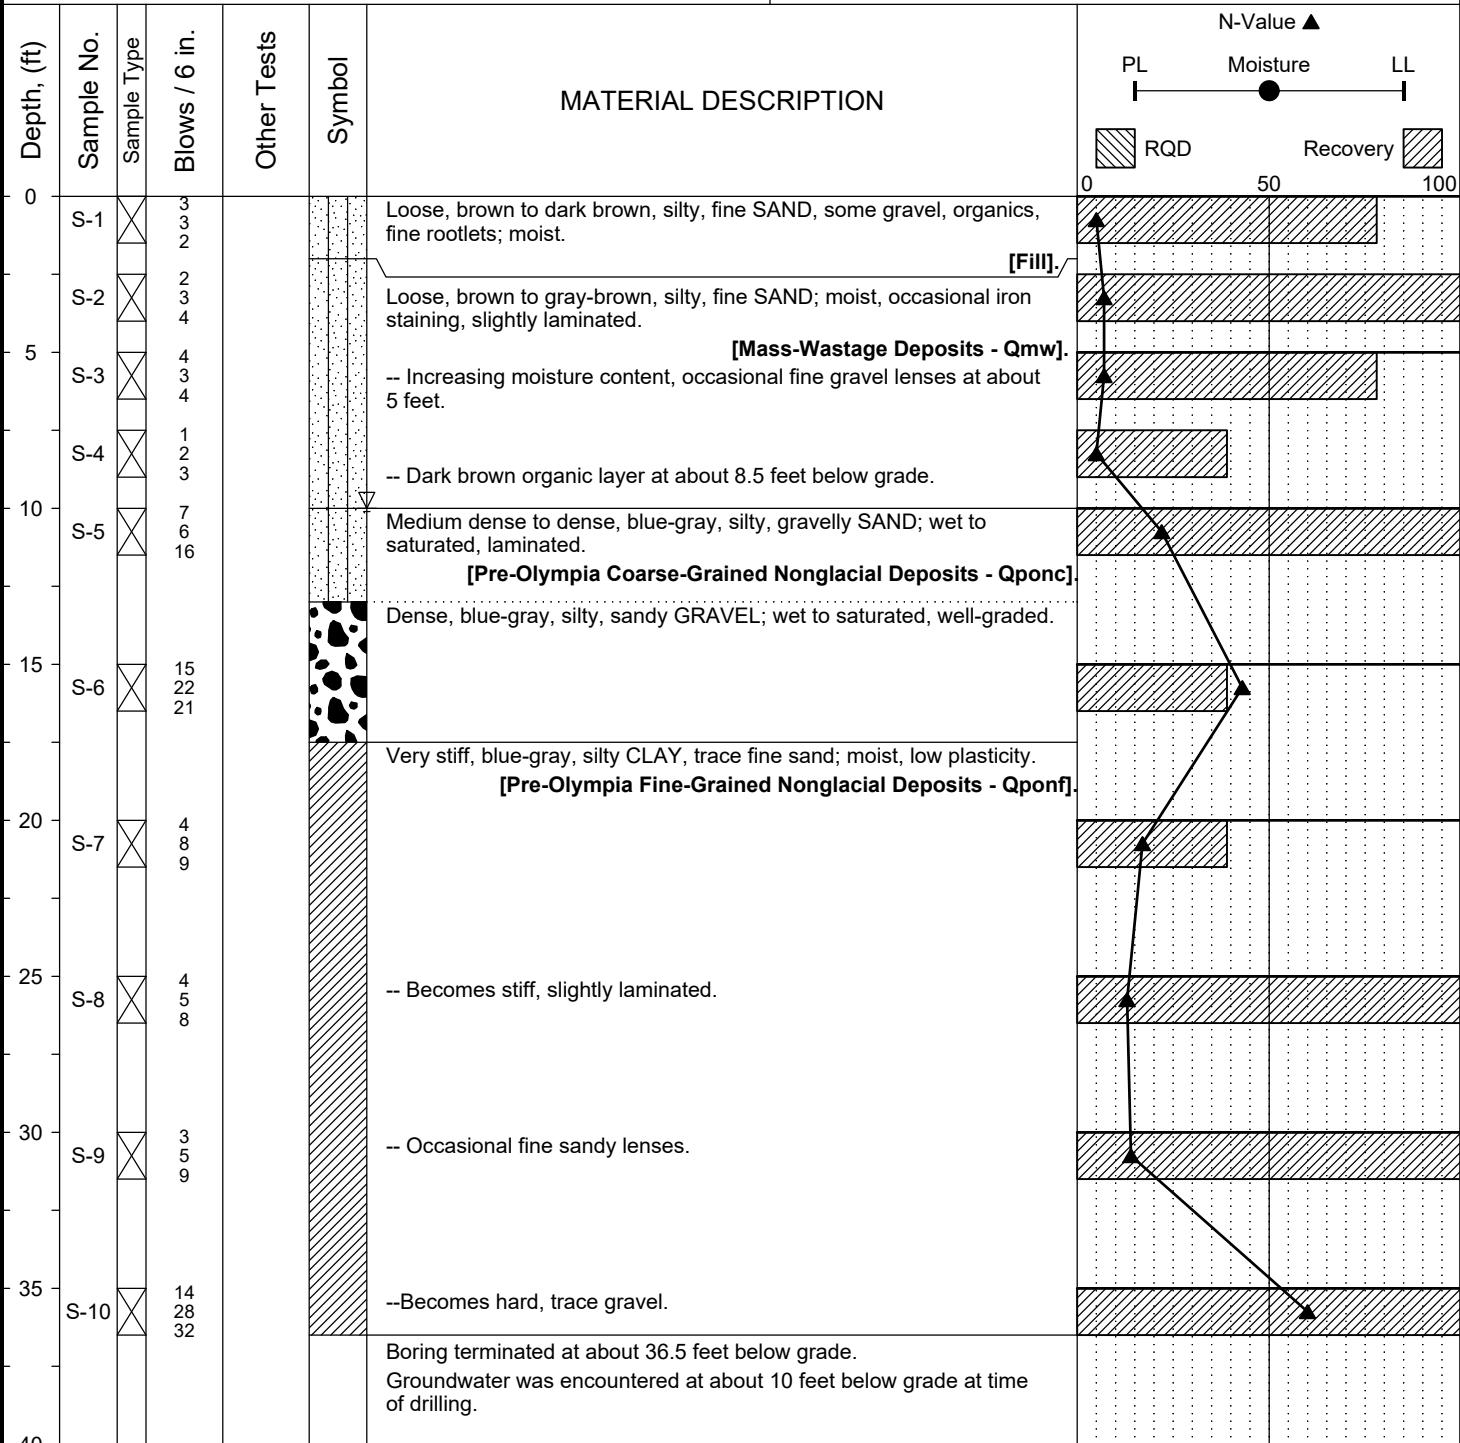 Depth, (ft)
Sample No.
Sample Type
Blows / 6 in.
Other Tests
Symbol
MATERIAL DESCRIPTION
N-Value
PL Moisture LL
RQD Recovery
0 50 100
0
S-1
3
3
2
Loose, brown to dark brown, silty, fine SAND, some gravel, organics,
fine rootlets; moist.
[Fill].
S-2
2
3
4
Loose, brown to gray-brown, silty, fine SAND; moist, occasional iron
staining, slightly laminated.
[Mass-Wastage Deposits - Qmw].
5
S-3
4
3
4
-- Increasing moisture content, occasional fine gravel lenses at about
5 feet.
S-4
1
2
3
-- Dark brown organic layer at about 8.5 feet below grade.
10
S-5
7
6
16
Medium dense to dense, blue-gray, silty, gravelly SAND; wet to
saturated, laminated.
[Pre-Olympia Coarse-Grained Nonglacial Deposits - Qponc].
Dense, blue-gray, silty, sandy GRAVEL; wet to saturated, well-graded.
15
S-6
15
22
21
Very stiff, blue-gray, silty CLAY, trace fine sand; moist, low plasticity.
[Pre-Olympia Fine-Grained Nonglacial Deposits - Qponf].
20
S-7
4
8
9
25
S-8
4
5
8
-- Becomes stiff, slightly laminated.
30
S-9
3
5
9
-- Occasional fine sandy lenses.
35
S-10
14
28
32
--Becomes hard, trace gravel.
Boring terminated at about 36.5 feet below grade.
Groundwater was encountered at about 10 feet below grade at time
of drilling.
40